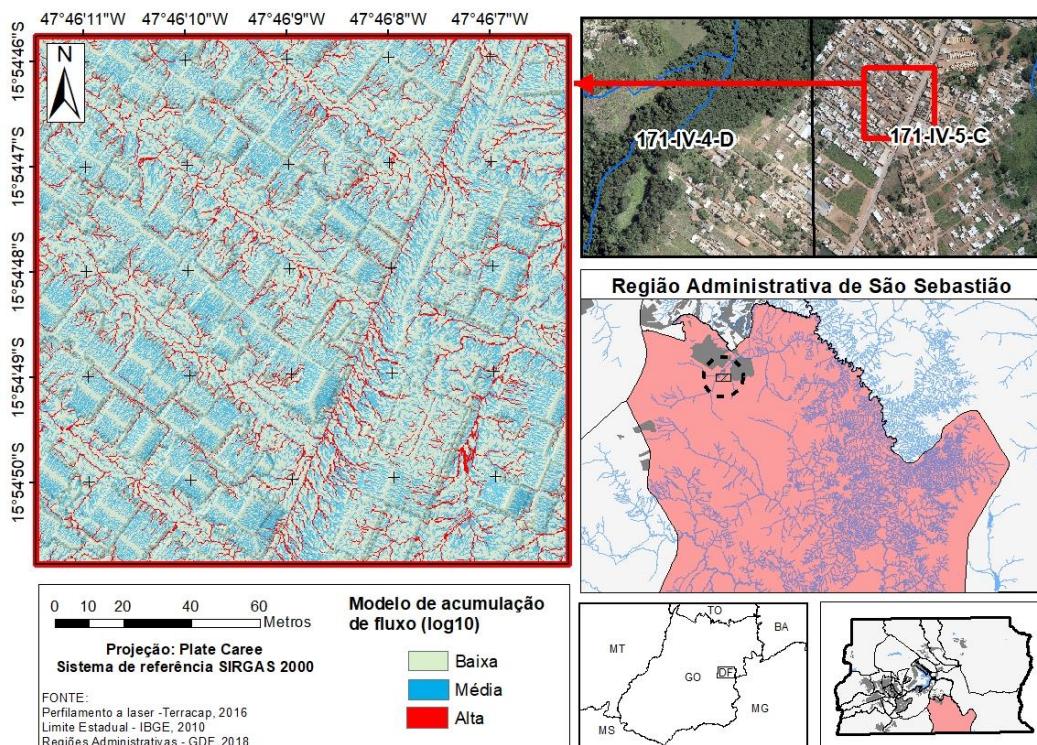 47°46'11"W 47°46'10"W 47°46'9"W 47°46'8"W 47°46'7"W
15°54'46"S
15°54'47"S
15°54'48"S
15°54'49"S
15°54'50"S
N
171-IV-4-D
171-IV-5-C
Região Administrativa de São Sebastião
0 10 20 40 60
Metros
Projeção: Plate Caree
Sistema de referência SIRGAS 2000
FONTE:
Perfilamento a laser -Terracap, 2016
Limite Estadual - IBGE, 2010
Regiões Administrativas - GDF, 2018
Modelo de acumulação
de fluxo (log10)
Baixa
Média
Alta
TO
BA
MT
GO
DF
MG
MS